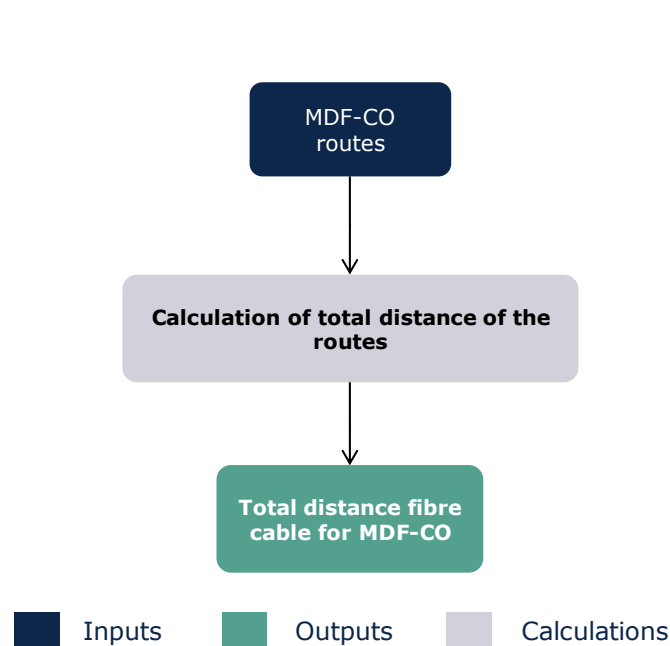 MDF-CO
routes
Calculation of total distance of the
routes
Total distance fibre
cable for MDF-CO
Inputs
Outputs
Calculations